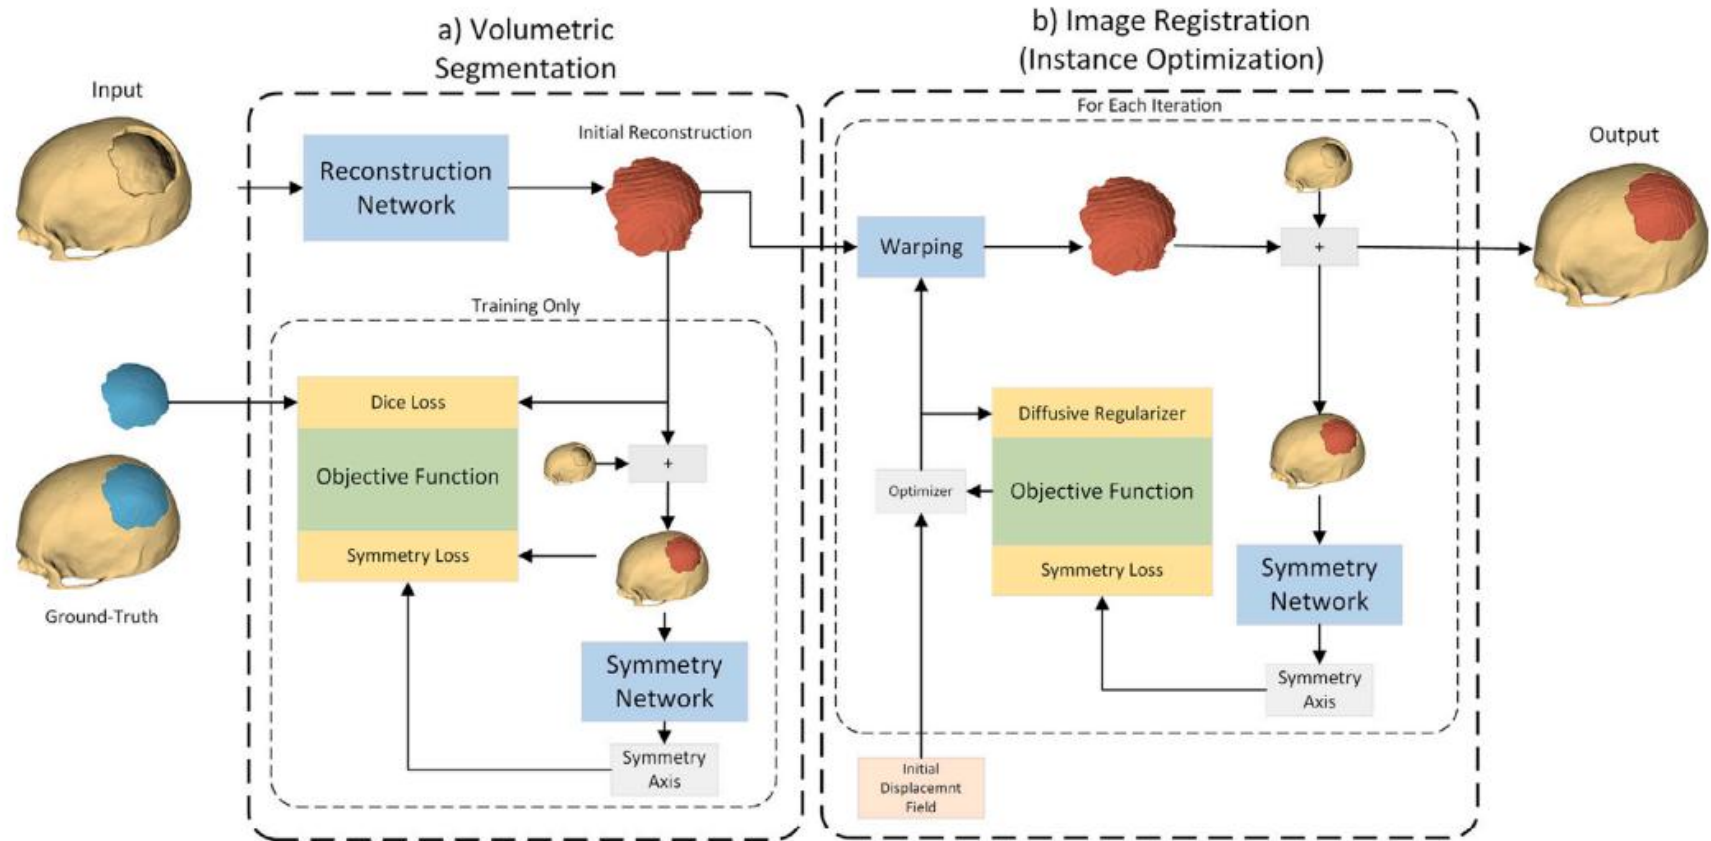 a) Volumetric
Segmentation
b) Image Registration
(Instance Optimization)
Input
Reconstruction
Network
Initial Reconstruction
For Each Iteration
Output
Warping
+
Training Only
Dice Loss
Objective Function
Symmetry Loss
+
Ground-Truth
Symmetry
Network
Symmetry
Axis
Diffusive Regularizer
Objective Function
Symmetry Loss
Optimizer
Symmetry
Network
Symmetry
Axis
Initial
Displacemnt
Field